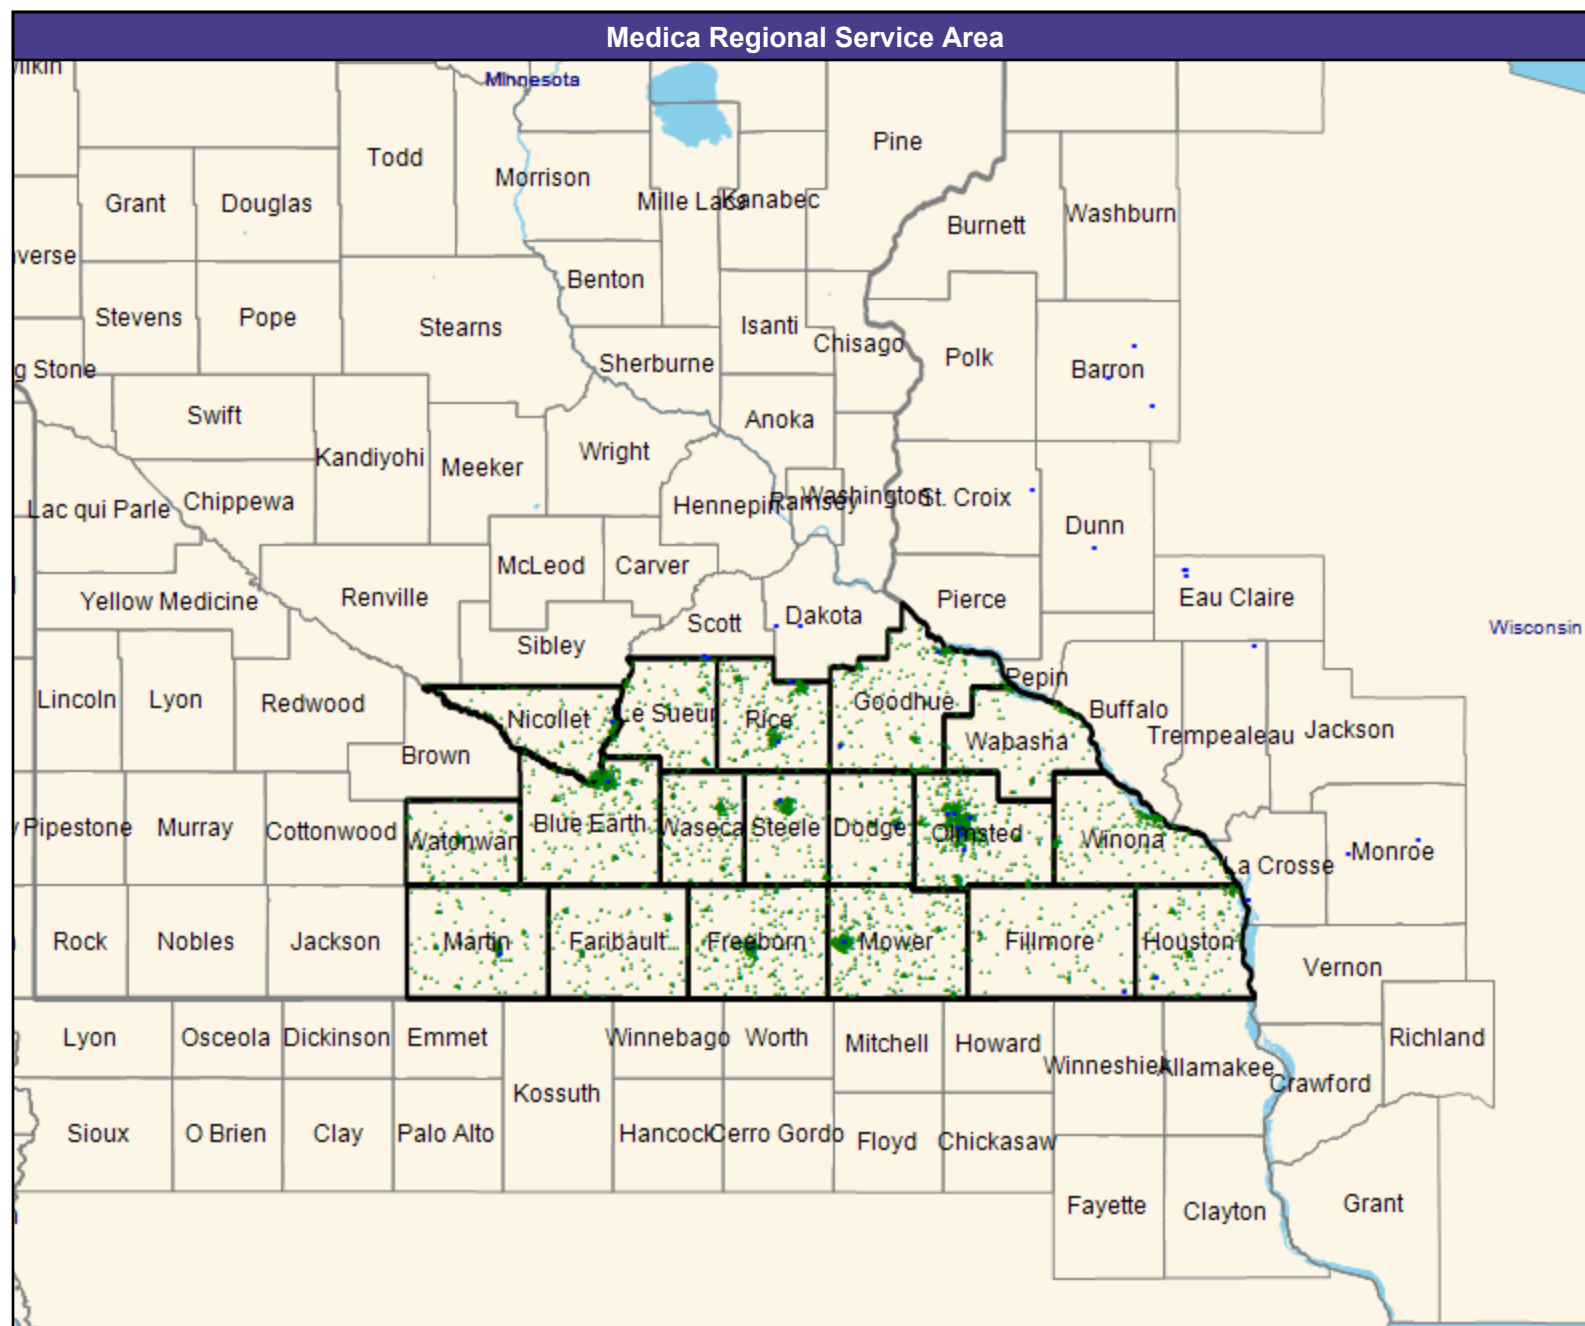 Medica Regional Service Area
Minnesota
Pine
Todd
Morrison
Mille Lacs
Kanabec
Grant
Douglas
Burnett
Washburn
Benton
Stevens
Pope
Stearns
Isanti
Chisago
Sherburne
Polk
Barron
g Stone
Swift
Anoka
Kandiyohi
Meeker
Wright
Lac qui Parle
Chippewa
Hennepin
Ramsey
Washington
St. Croix
Dunn
McLeod
Carver
Yellow Medicine
Renville
Pierce
Eau Claire
Scott
Dakota
Wisconsin
Sibley
Pepin
Lincoln
Lyon
Redwood
Nicollet
Le Sueur
Rice
Goodhue
Buffalo
Trempealeau
Jackson
Brown
Wabasha
Pipestone
Murray
Cottonwood
Watonwan
Blue Earth
Waseca
Steele
Dodge
Olmsted
Winona
La Crosse
Monroe
Rock
Nobles
Jackson
Martin
Faribault
Freeborn
Mower
Fillmore
Houston
Vernon
Lyon
Osceola
Dickinson
Emmet
Winnebago
Worth
Mitchell
Howard
Richland
Kossuth
Winneshiek
Allamakee
Crawford
Sioux
O Brien
Clay
Palo Alto
Hancock
Cerro Gordo
Floyd
Chickasaw
Fayette
Clayton
Grant